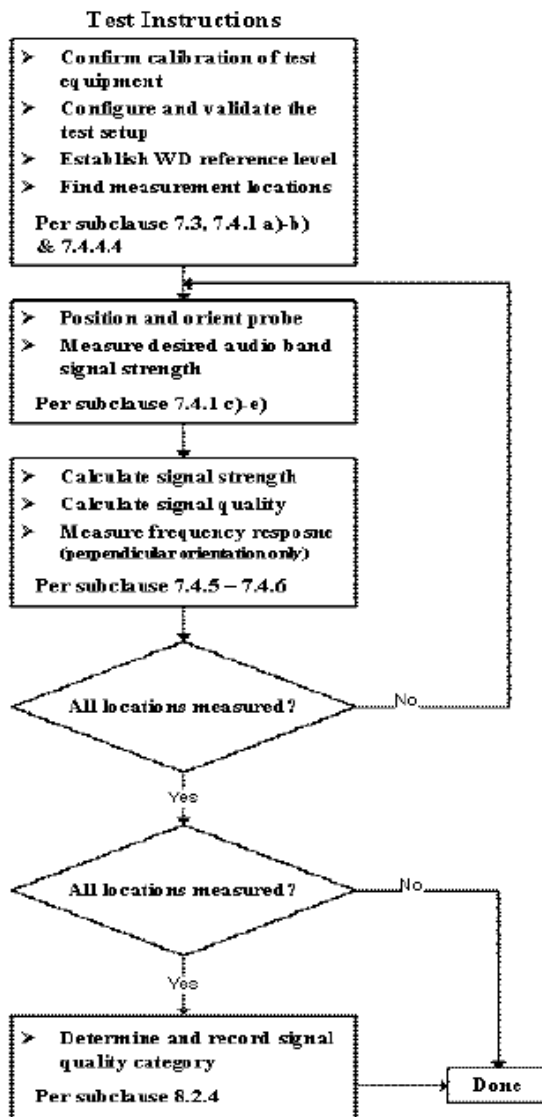 Test Instructions
➤ Confirm calibration of test
equipment
➤ Configure and validate the
test setup
➤ Establish WD reference level
➤ Find measurement locations
Per subclause 7.3, 7.4.1 a)-b)
& 7.4.4.4
➤ Position and orient probe
➤ Measure desired audio band
signal strength
Per subclause 7.4.1 c)-e)
➤ Calculate signal strength
➤ Calculate signal quality
➤ Measure frequency resposne
(perpendicular orientation only)
Per subclause 7.4.5 – 7.4.6
All locations measured?
No
Yes
All locations measured?
No
Yes
➤ Determine and record signal
quality category
Per subclause 8.2.4
Done